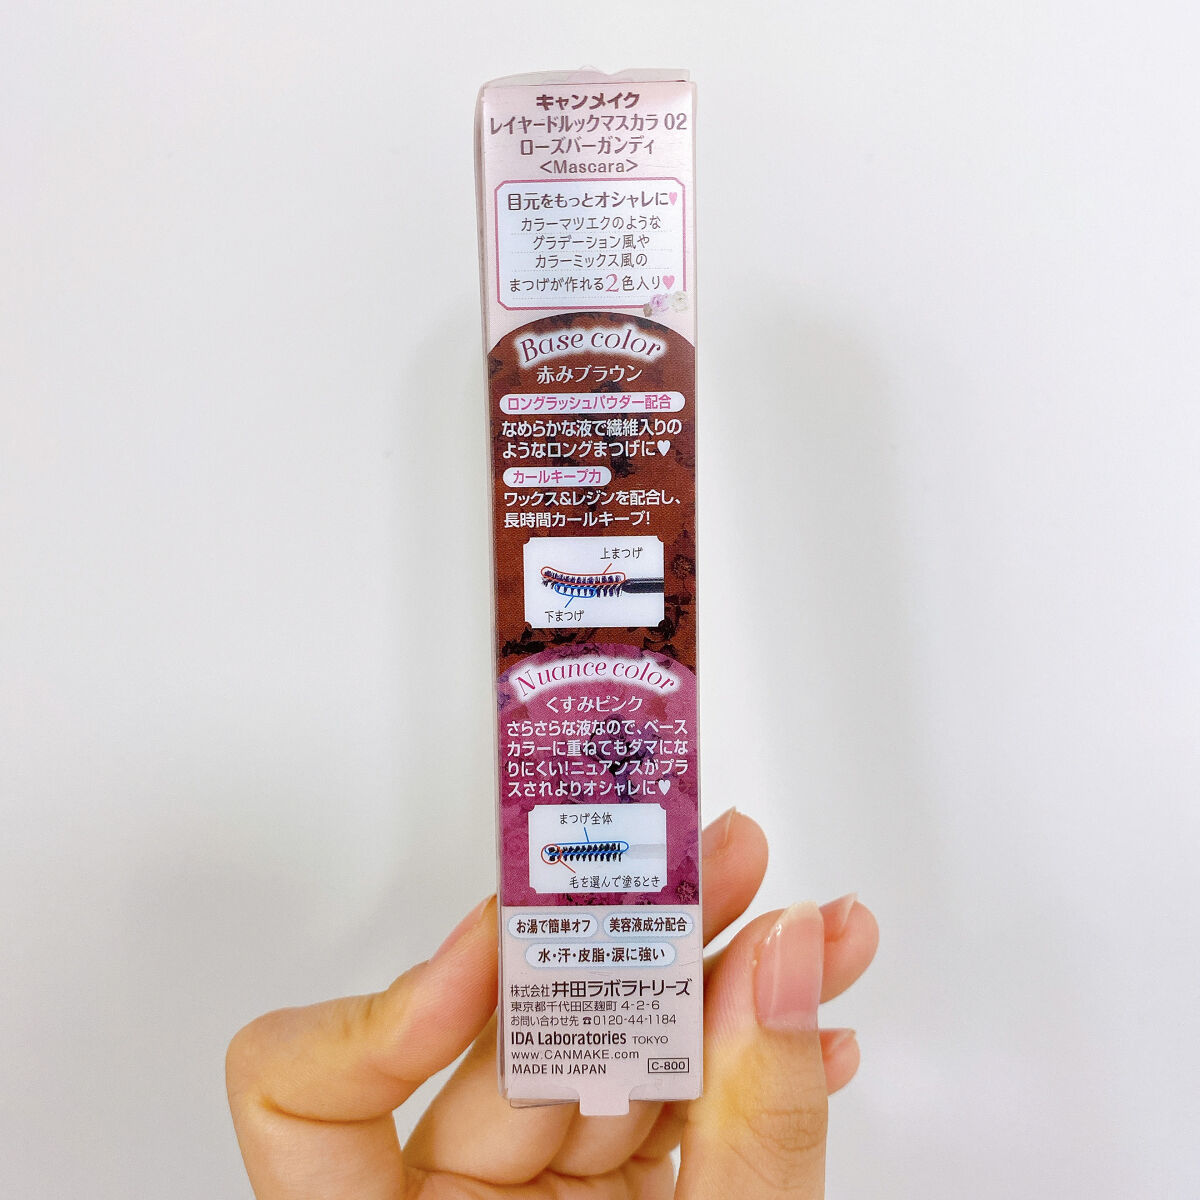 キャンメイク
レイヤードルックマスカラ 02
ローズバーガンディ
<Mascara>
目元をもっとオシャレに♥
カラーマツエクのような
グラデーション風や
カラーミックス風の
まつげが作れる2色入り♥
Base color
赤みブラウン
ロングラッシュパウダー配合
なめらかな液で繊維入りの
ようなロングまつげに♥
カールキープ力
ワックス&レジンを配合し、
長時間カールキープ!
上まつげ
下まつげ
Nuance color
くすみピンク
さらさらな液なので、ベース
カラーに重ねてもダマにな
りにくい!ニュアンスがプラ
スされよりオシャレに♥
まつげ全体
毛を選んで塗るとき
お湯で簡単オフ 美容液成分配合
水・汗・皮脂・涙に強い
株式会社 井田ラボラトリーズ
東京都千代田区麹町 4-2-6
お問い合わせ先 ☎0120-44-1184
IDA Laboratories TOKYO
www.CANMAKE.com
MADE IN JAPAN C-800